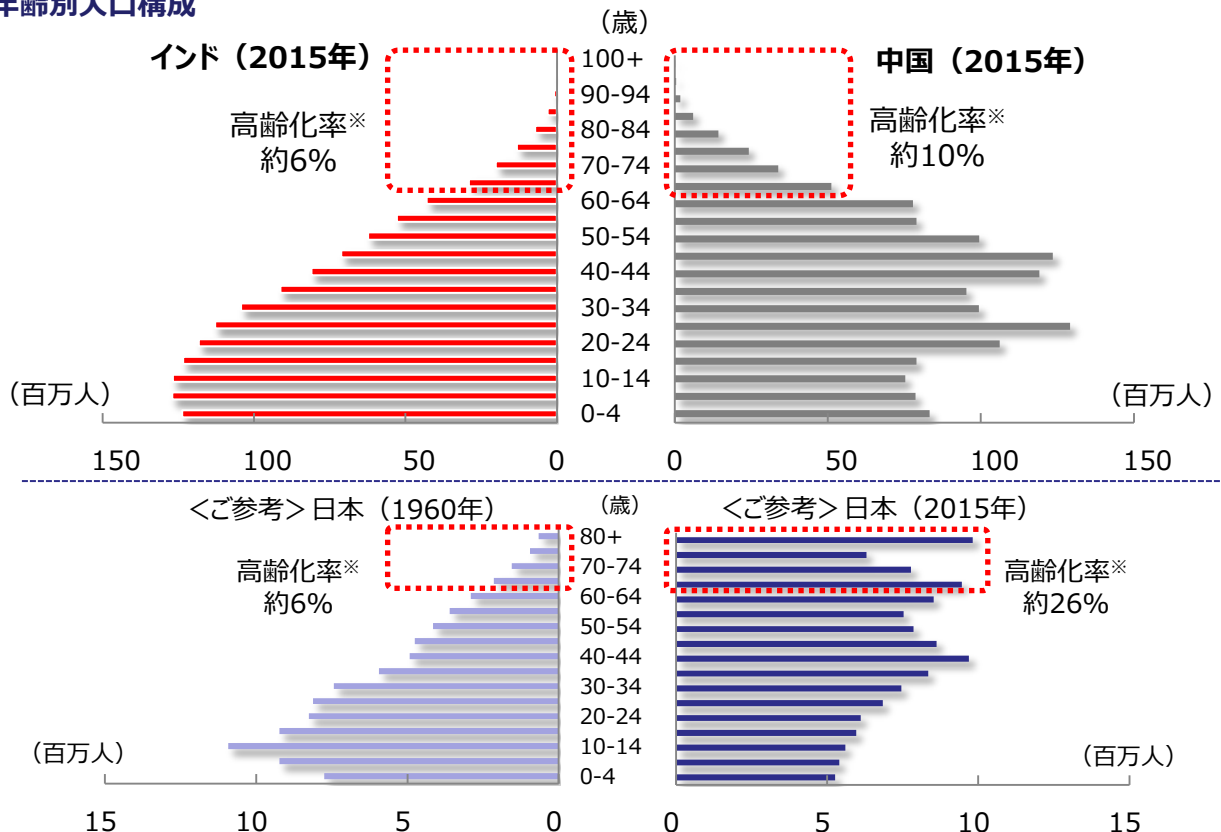 年齢別人口構成
(歳)
インド（2015年）
中国（2015年）
100+
90-94
80-84
70-74
60-64
50-54
40-44
30-34
20-24
10-14
0-4
高齢化率※
約6%
高齢化率※
約10%
（百万人）
（百万人）
150 100 50 0
0 50 100 150
＜ご参考＞日本（1960年）
（歳）
＜ご参考＞日本（2015年）
80+
70-74
60-64
50-54
40-44
30-34
20-24
10-14
0-4
高齢化率※
約6%
高齢化率※
約26%
（百万人）
（百万人）
15 10 5 0
0 5 10 15